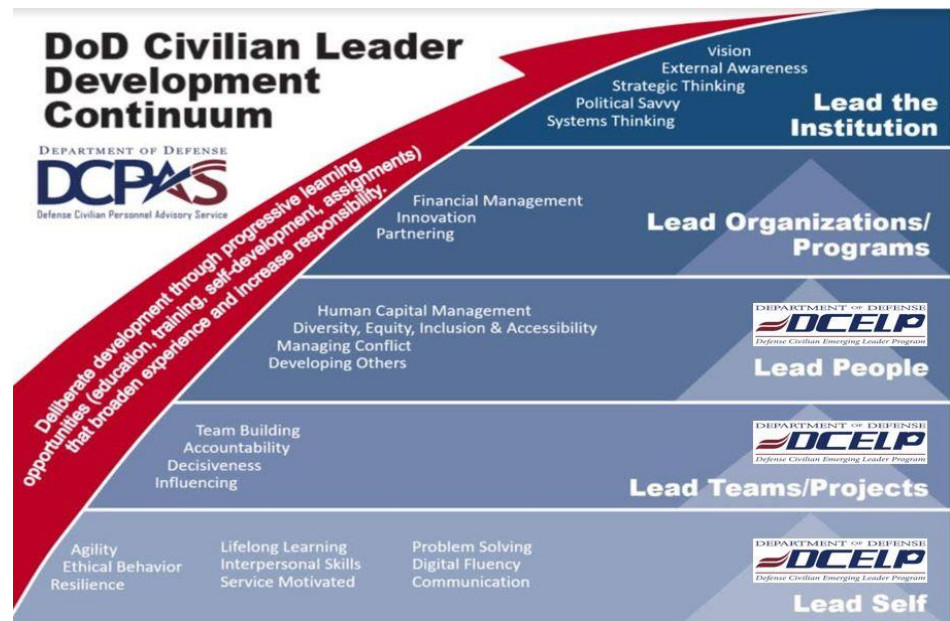 DoD Civilian Leader
Development
Continuum
DEPARTMENT OF DEFENSE
DCPAS
Defense Civilian Personnel Advisory Service
Deliberate development through progressive learning
opportunities (education, training, self-development, assignments)
that broaden experience and increase responsibility.
Vision
External Awareness
Strategic Thinking
Political Savvy
Systems Thinking
Lead the
Institution
Financial Management
Innovation
Partnering
Lead Organizations/
Programs
Human Capital Management
Diversity, Equity, Inclusion & Accessibility
Managing Conflict
Developing Others
DEPARTMENT OF DEFENSE
DCELP
Defense Civilian Emerging Leader Program
Lead People
Team Building
Accountability
Decisiveness
Influencing
DEPARTMENT OF DEFENSE
DCELP
Defense Civilian Emerging Leader Program
Lead Teams/Projects
Agility
Ethical Behavior
Resilience
Lifelong Learning
Interpersonal Skills
Service Motivated
Problem Solving
Digital Fluency
Communication
DEPARTMENT OF DEFENSE
DCELP
Defense Civilian Emerging Leader Program
Lead Self